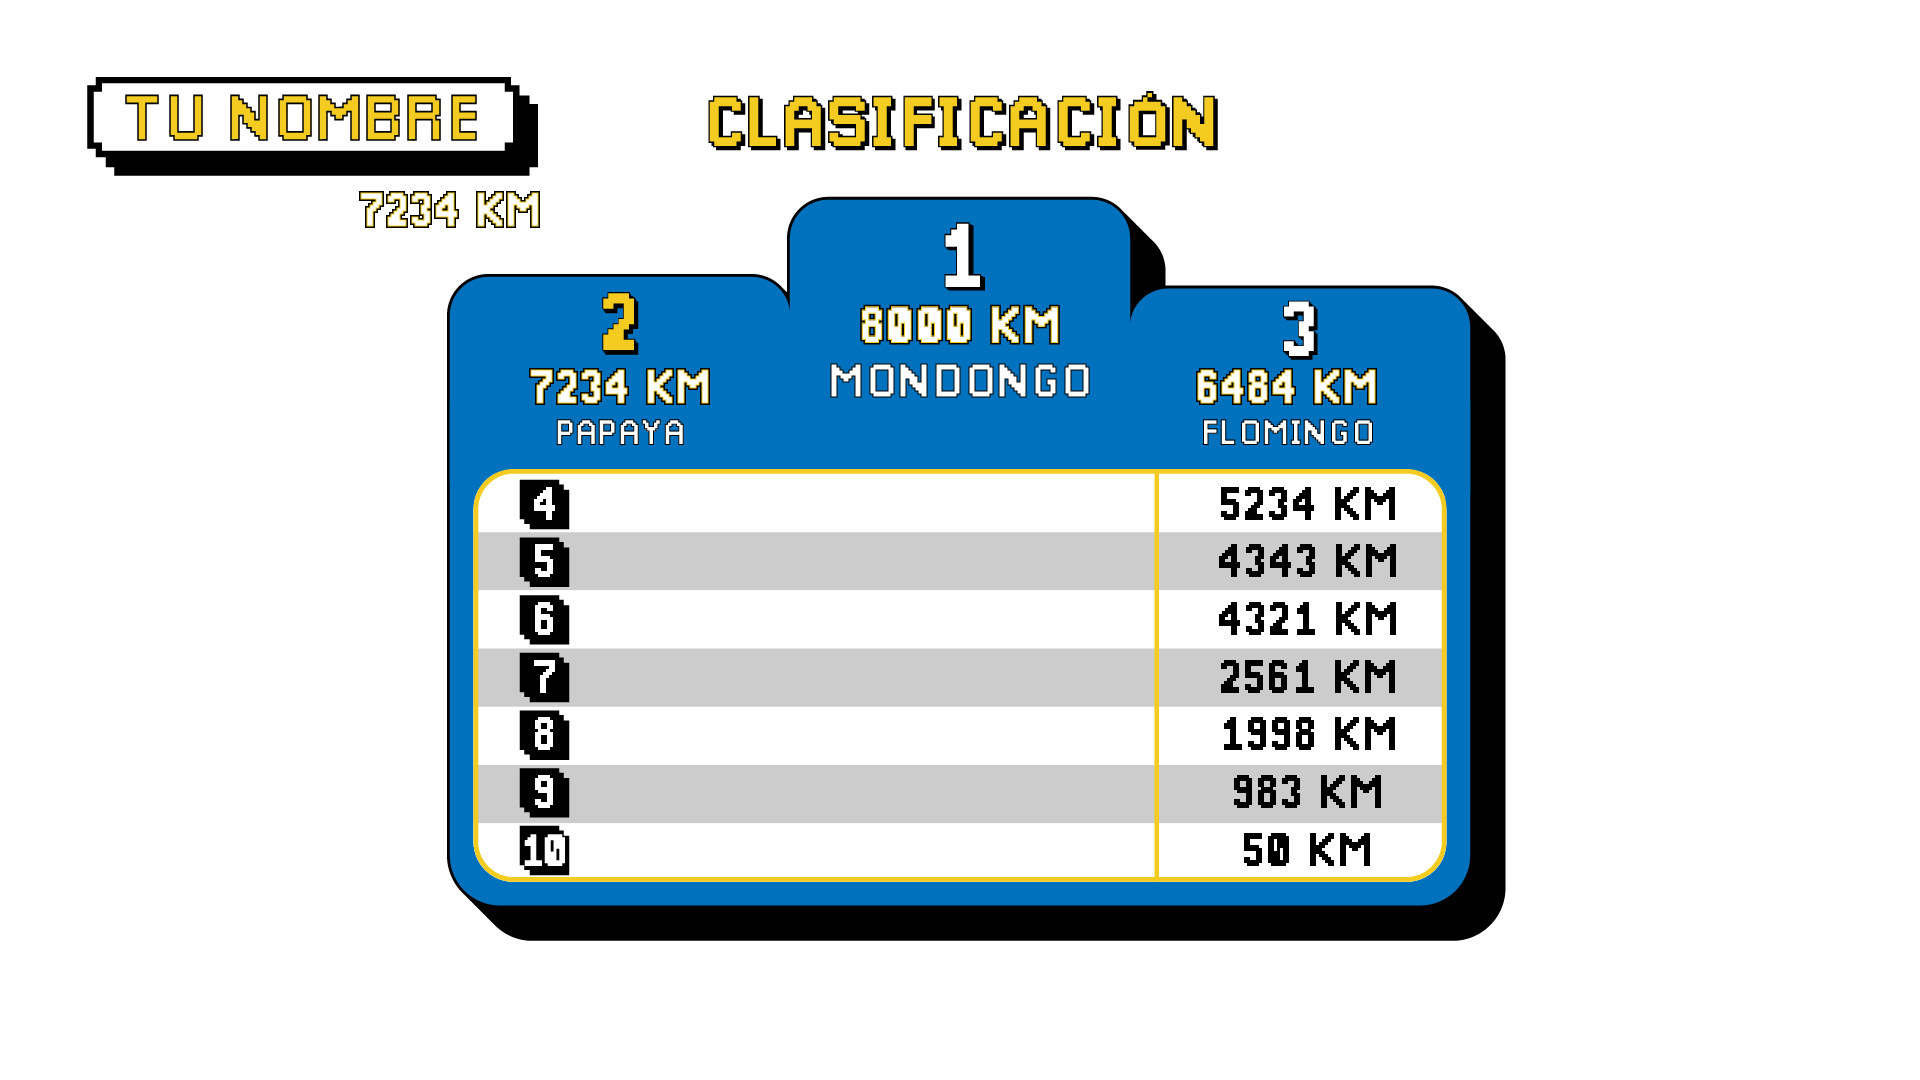 TU NOMBRE
7234 KM
CLASIFICACIÓN
1
8000 KM
MONDONGO
2
7234 KM
PAPAYA
3
6484 KM
FLOMINGO
4 5234 KM
5 4343 KM
6 4321 KM
7 2561 KM
8 1998 KM
9 983 KM
10 50 KM